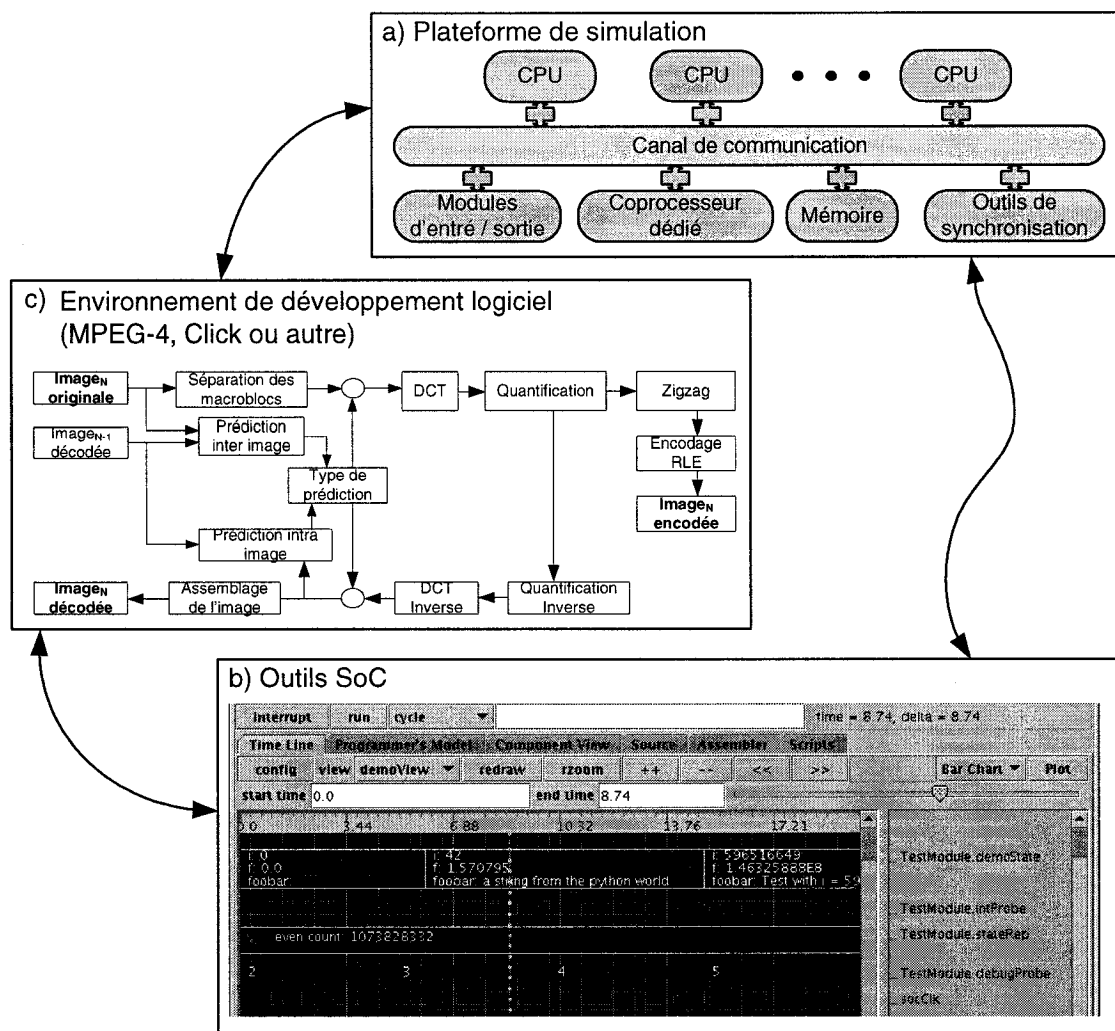 a) Plateforme de simulation
CPU
CPU
• • •
CPU
Canal de communication
Modules
d'entré / sortie
Coprocesseur
dédié
Mémoire
Outils de
synchronisation
c) Environnement de développement logiciel
(MPEG-4, Click ou autre)
ImageN
originale
Séparation des
macroblocs
DCT
Quantification
Zigzag
ImageN-1
décodée
Prédiction
inter image
Encodage
RLE
Type de
prédiction
ImageN
encodée
Prédiction intra
image
ImageN
décodée
Assemblage
de l'image
DCT
Inverse
Quantification
Inverse
b) Outils SoC
Interrupt run cycle
time = 8.74, delta = 8.74
Time Line Programmer's Model Component View Source Assembler Scripts
config view demoView redraw rzoom ++ -- << >> Bar Chart Plot
start time 0.0 end time 8.74
0.0 3.44 6.88 10.32 13.76 17.21
i: 0 i: 42 i: 596516649
f: 0.0 f: 1.570795 f: 1.46325888E8
foobar: foobar: a string from the python world foobar: Test with i = 59
TestModule.demoState
TestModule.intProbe
even count: 1073828332
TestModule.stateRep
2 3 4 5
TestModule.debugProbe
socClk